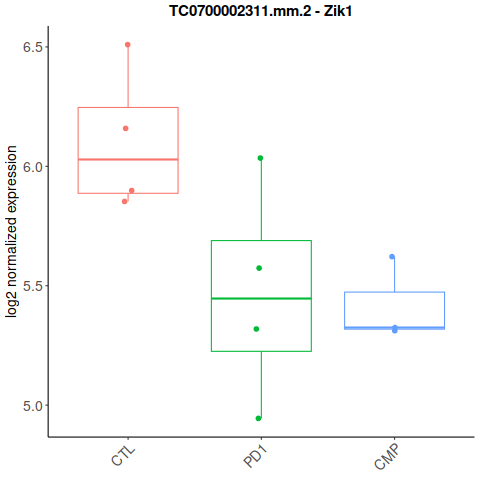 TC0700002311.mm.2 - Zik1
log2 normalized expression
6.5
6.0
5.5
5.0
CTL
PD1
CMP